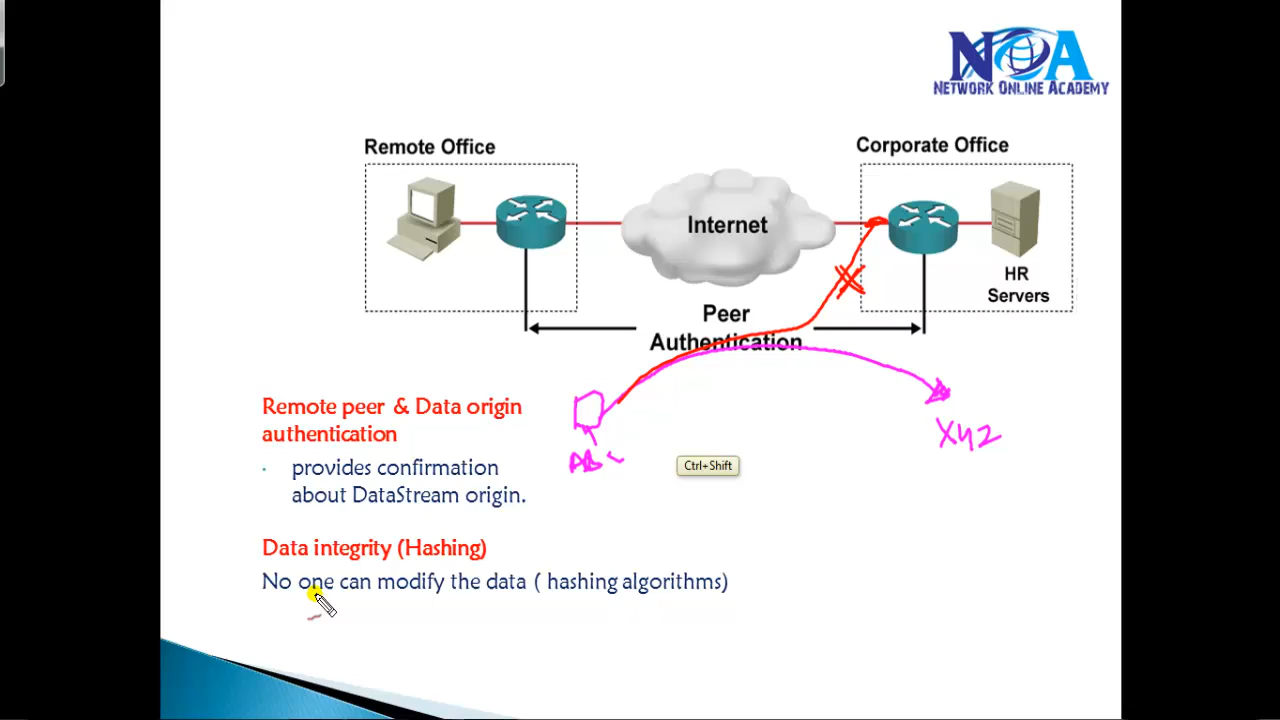 NOA
NETWORK ONLINE ACADEMY
Remote Office
Corporate Office
Internet
HR
Servers
Peer
Authentication
Remote peer & Data origin
authentication
XYZ
ABC
· provides confirmation
about DataStream origin.
Ctrl+Shift
Data integrity (Hashing)
No one can modify the data ( hashing algorithms)